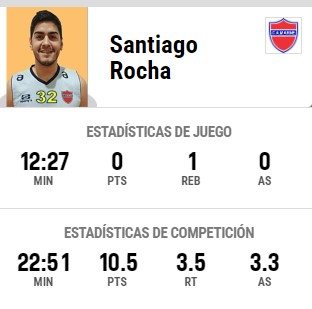 Santiago
Rocha
32
ESTADÍSTICAS DE JUEGO
12:27 0 1 0
MIN PTS REB AS
ESTADÍSTICAS DE COMPETICIÓN
22:51 10.5 3.5 3.3
MIN PTS RT AS